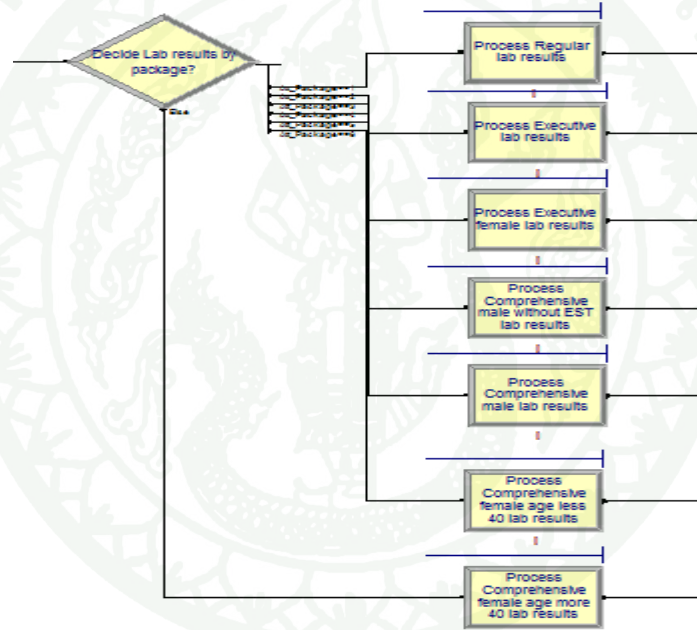 Decide Lab results by
package?
Else
Process Regular
lab results
Process Executive
lab results
Process Executive
female lab results
Process
Comprehensive
male without EST
lab results
Process
Comprehensive
male lab results
Process
Comprehensive
female age less
40 lab results
Process
Comprehensive
female age more
40 lab results